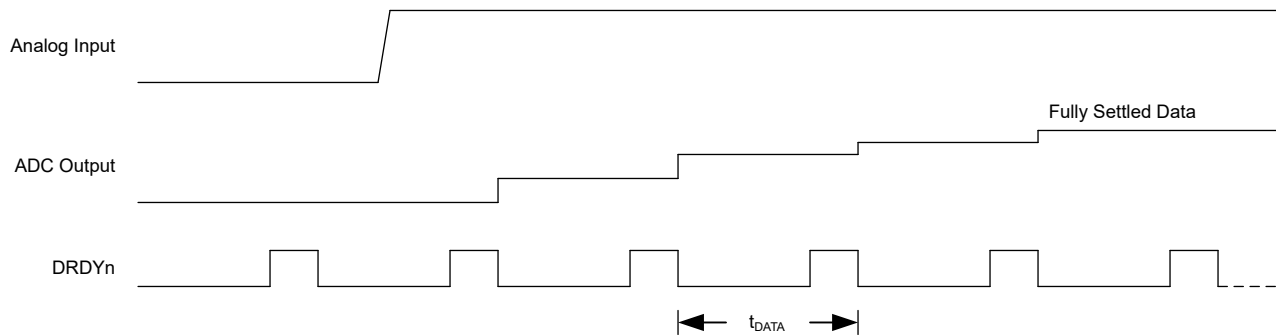 Analog Input
Fully Settled Data
ADC Output
DRDYn
tDATA